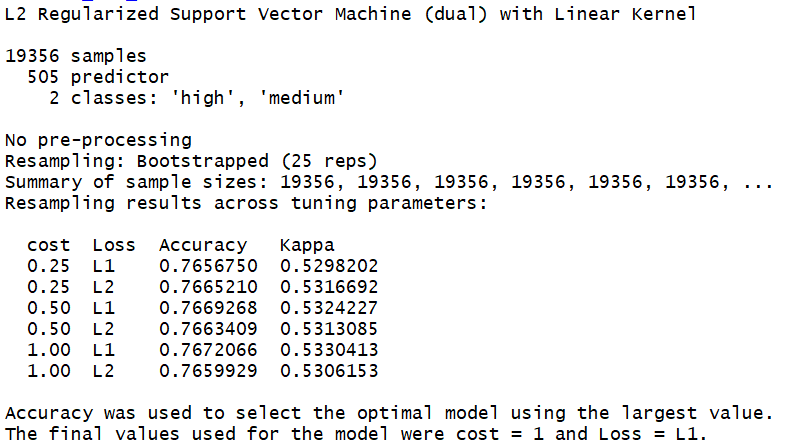 L2 Regularized Support Vector Machine (dual) with Linear Kernel
19356 samples
505 predictor
2 classes: 'high', 'medium'
No pre-processing
Resampling: Bootstrapped (25 reps)
Summary of sample sizes: 19356, 19356, 19356, 19356, 19356, 19356, ...
Resampling results across tuning parameters:
cost Loss Accuracy Kappa
0.25 L1 0.7656750 0.5298202
0.25 L2 0.7665210 0.5316692
0.50 L1 0.7669268 0.5324227
0.50 L2 0.7663409 0.5313085
1.00 L1 0.7672066 0.5330413
1.00 L2 0.7659929 0.5306153
Accuracy was used to select the optimal model using the largest value.
The final values used for the model were cost = 1 and Loss = L1.